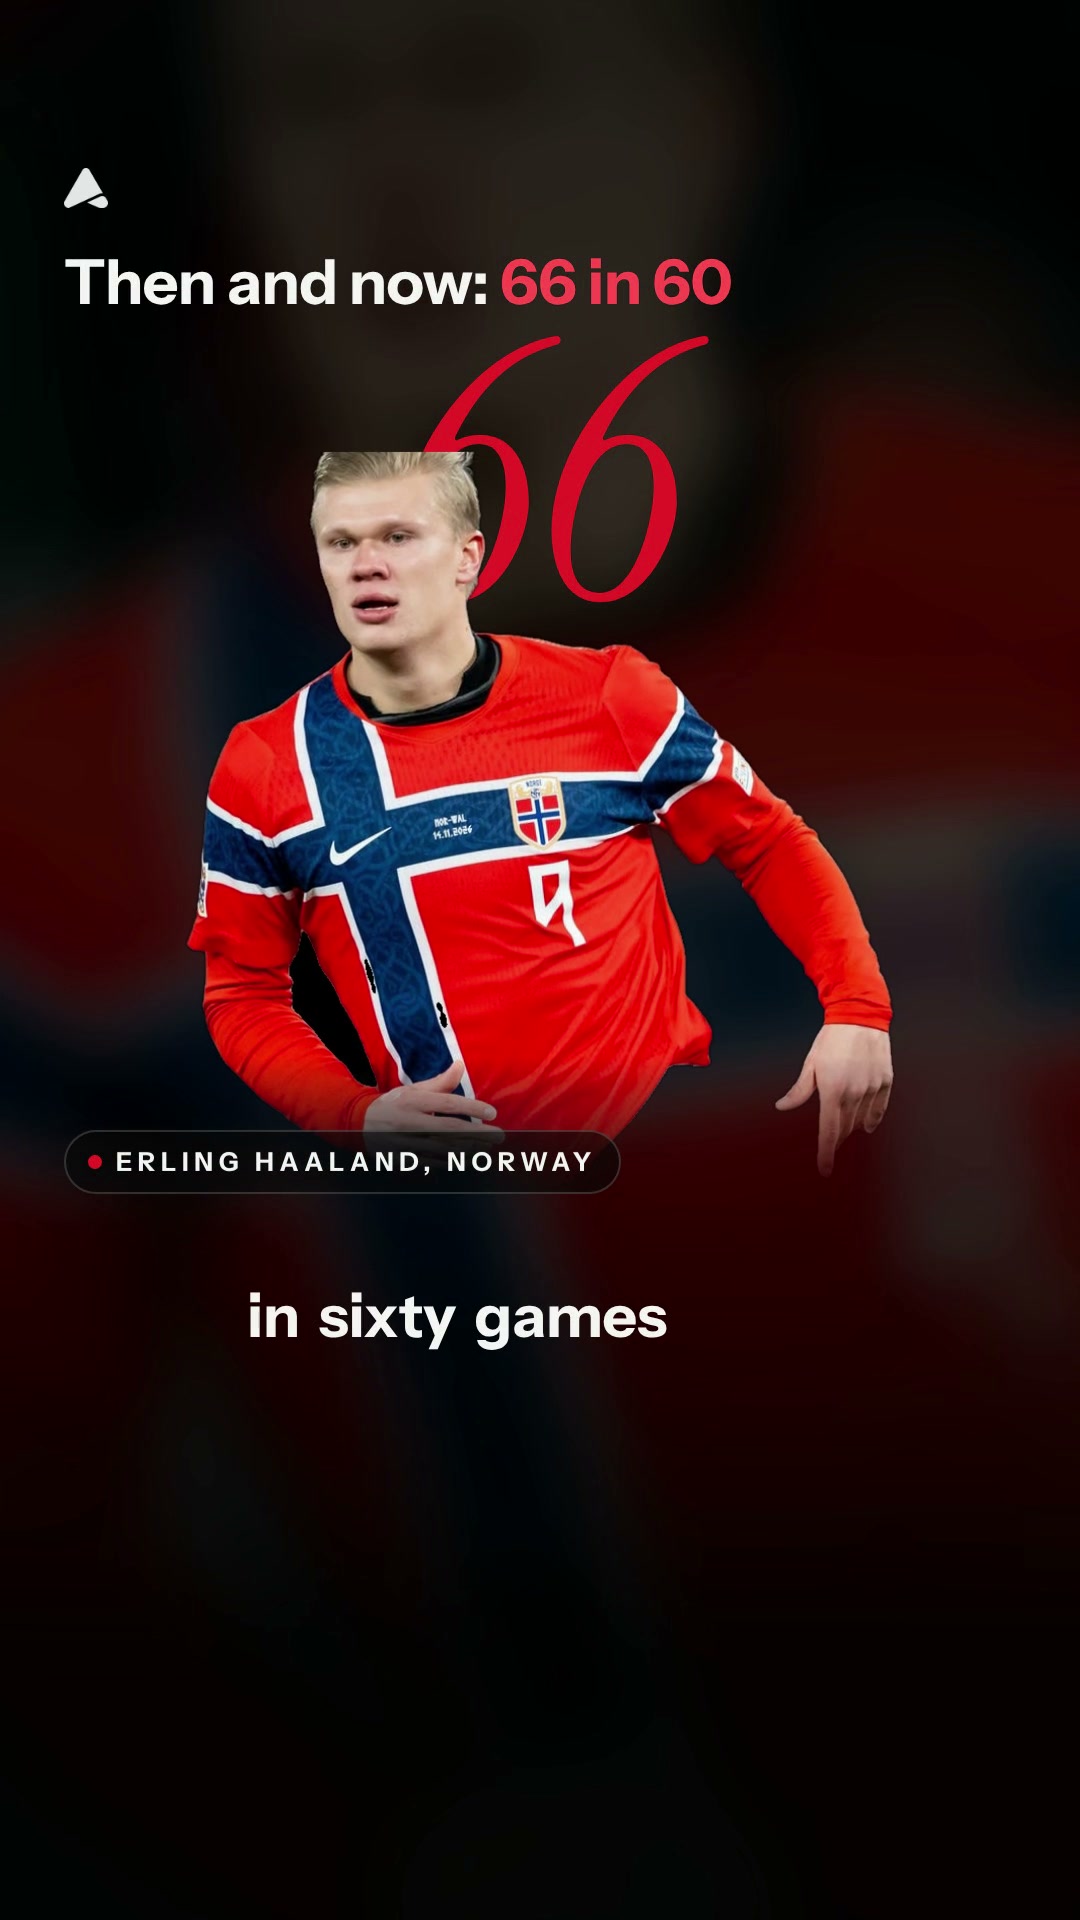 Then and now: 66 in 60
66
NORGE
NOR-WAL
14.11.2026
9
ERLING HAALAND, NORWAY
in sixty games